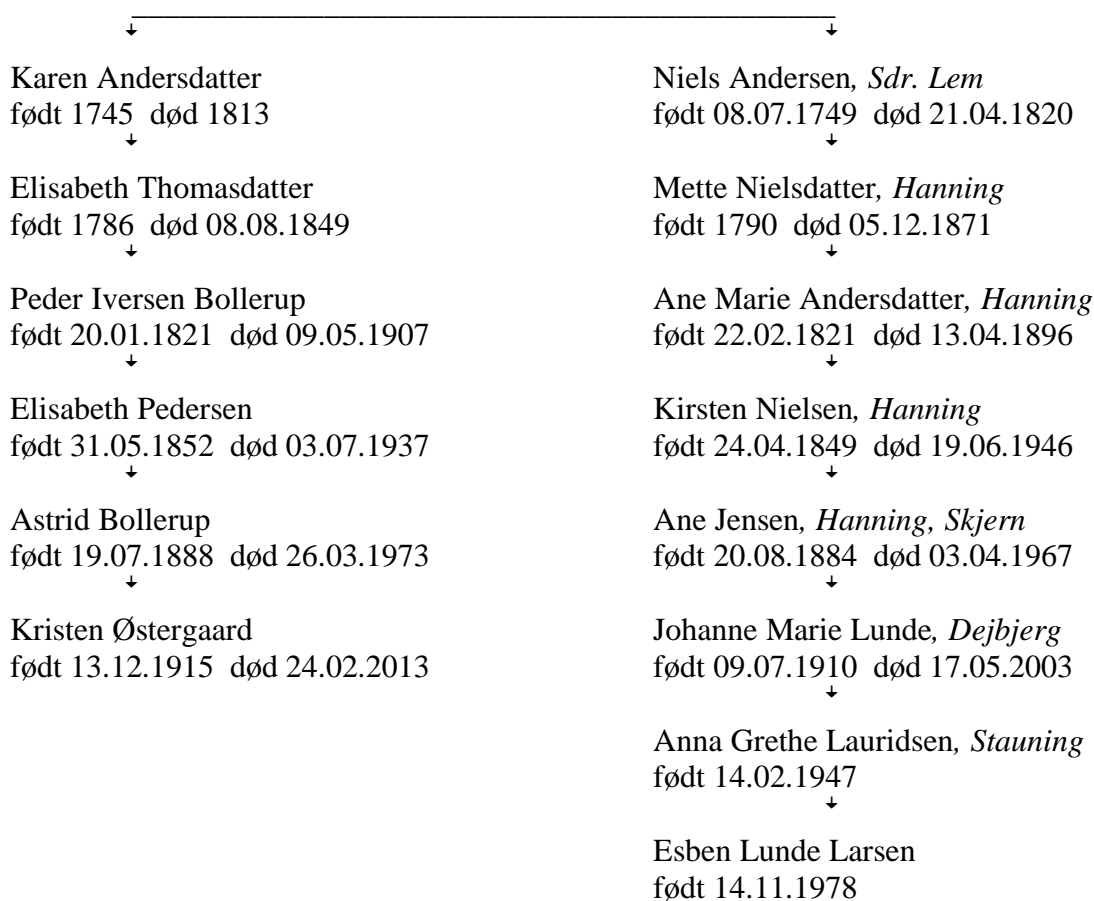 Karen Andersdatter
født 1745  død 1813
Elisabeth Thomasdatter
født 1786  død 08.08.1849
Peder Iversen Bollerup
født 20.01.1821  død 09.05.1907
Elisabeth Pedersen
født 31.05.1852  død 03.07.1937
Astrid Bollerup
født 19.07.1888  død 26.03.1973
Kristen Østergaard
født 13.12.1915  død 24.02.2013
Niels Andersen, Sdr. Lem
født 08.07.1749  død 21.04.1820
Mette Nielsdatter, Hanning
født 1790  død 05.12.1871
Ane Marie Andersdatter, Hanning
født 22.02.1821  død 13.04.1896
Kirsten Nielsen, Hanning
født 24.04.1849  død 19.06.1946
Ane Jensen, Hanning, Skjern
født 20.08.1884  død 03.04.1967
Johanne Marie Lunde, Dejbjerg
født 09.07.1910  død 17.05.2003
Anna Grethe Lauridsen, Stauning
født 14.02.1947
Esben Lunde Larsen
født 14.11.1978